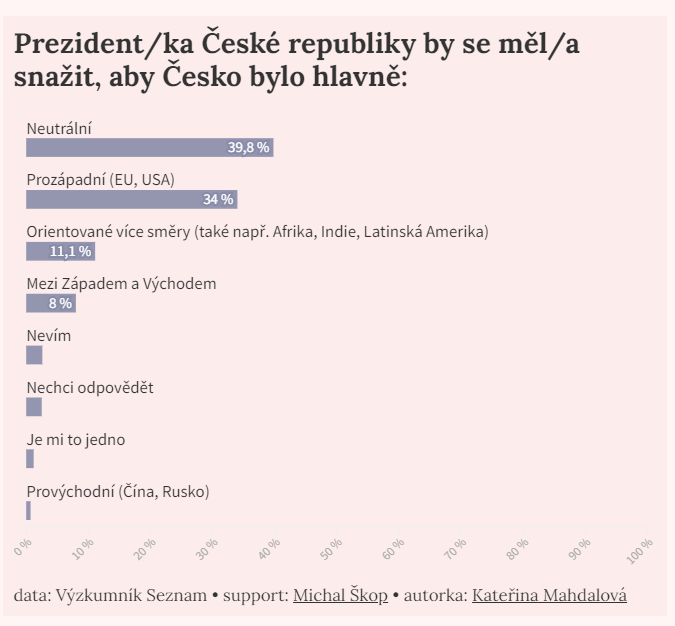 Prezident/ka České republiky by se měl/a
snažit, aby Česko bylo hlavně:
Neutrální
39,8 %
Prozápadní (EU, USA)
34 %
Orientované více směry (také např. Afrika, Indie, Latinská Amerika)
11,1 %
Mezi Západem a Východem
8 %
Nevím
Nechci odpovědět
Je mi to jedno
Provýchodní (Čína, Rusko)
0 % 10 % 20 % 30 % 40 % 50 % 60 % 70 % 80 % 90 % 100 %
data: Výzkumník Seznam • support: Michal Škop • autorka: Kateřina Mahdalová